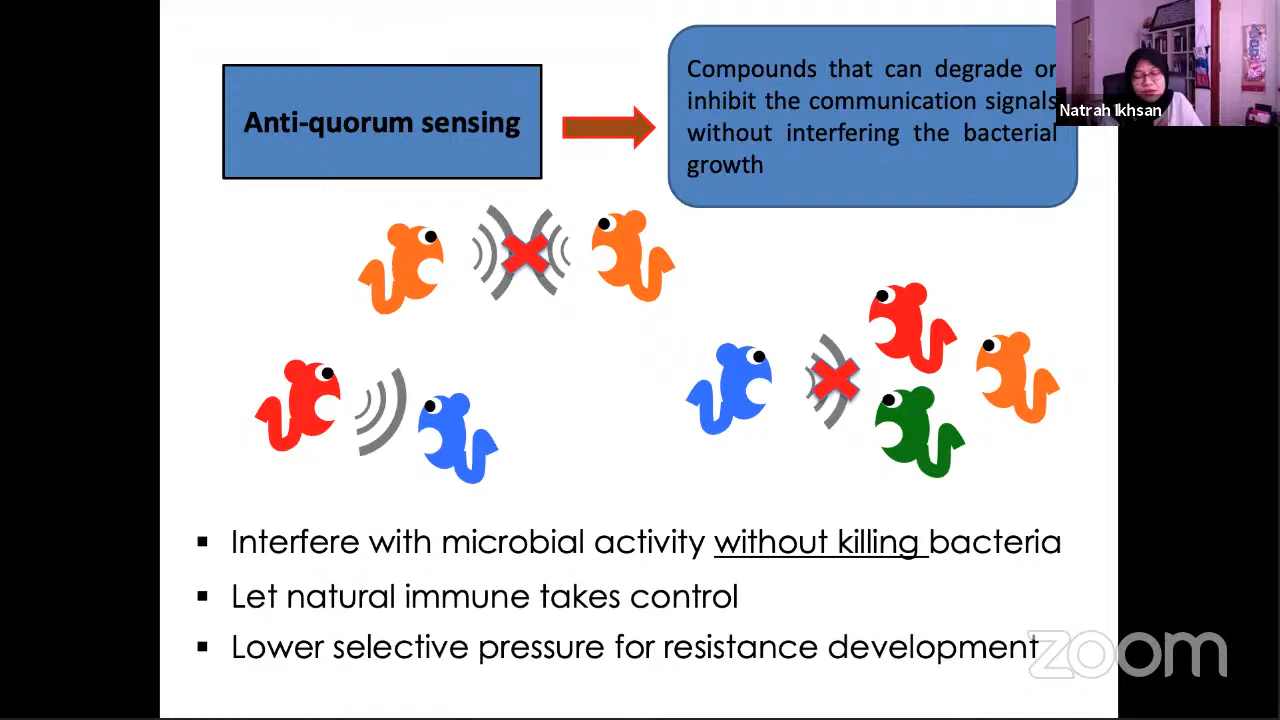 Anti-quorum sensing
Compounds that can degrade or
inhibit the communication signals
without interfering the bacterial
growth
Natrah Ikhsan
▪ Interfere with microbial activity without killing bacteria
▪ Let natural immune takes control
▪ Lower selective pressure for resistance development
zoom